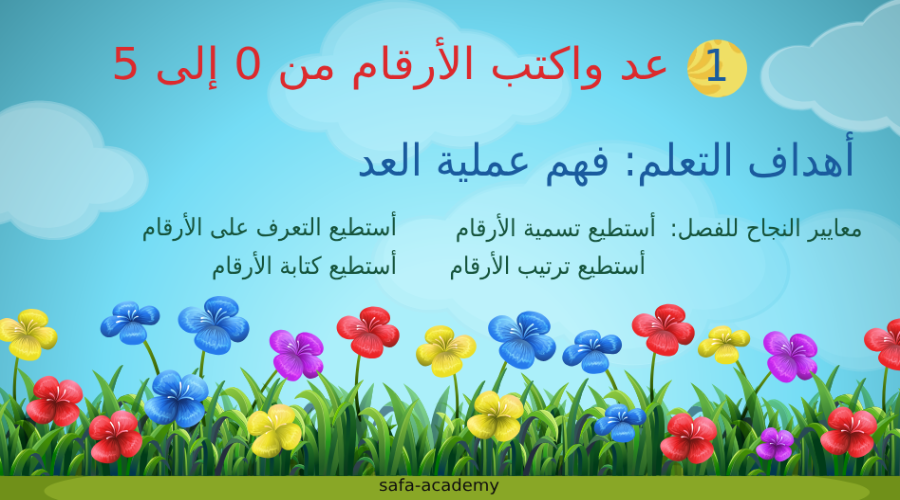 1 عد واكتب الأرقام من 0 إلى 5
أهداف التعلم: فهم عملية العد
معايير النجاح للفصل: أستطيع تسمية الأرقام أستطيع التعرف على الأرقام
أستطيع ترتيب الأرقام أستطيع كتابة الأرقام
safa-academy